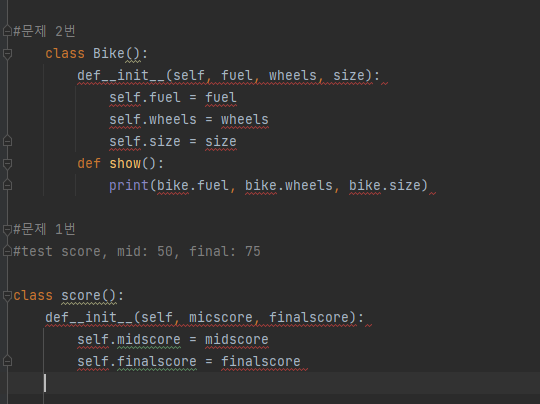 #문제 2번
class Bike():
def__init__(self, fuel, wheels, size):
self.fuel = fuel
self.wheels = wheels
self.size = size
def show():
print(bike.fuel, bike.wheels, bike.size)
#문제 1번
#test score, mid: 50, final: 75
class score():
def__init__(self, micscore, finalscore):
self.midscore = midscore
self.finalscore = finalscore